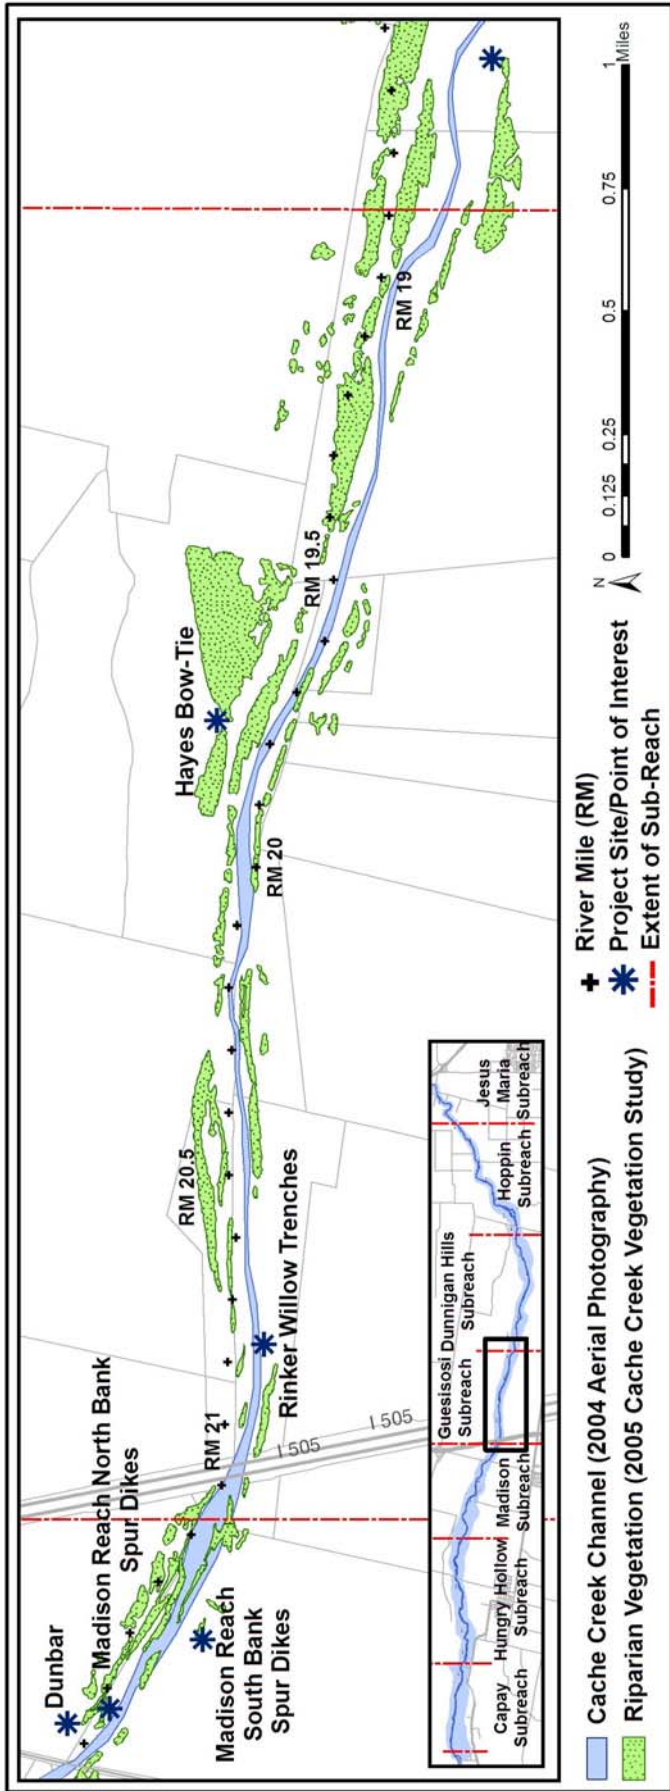 Dunbar
Madison Reach North Bank
Spur Dikes
Madison Reach
South Bank
Spur Dikes
RM 21
I 505
I 505
Rinker Willow Trenches
RM 20.5
RM 20
Hayes Bow-Tie
RM 19.5
RM 19
Capay
Subreach
Hungry Hollow
Subreach
Madison
Subreach
Guesisosi
Subreach
Dunnigan Hills
Subreach
Hoppin
Subreach
Jesus
Maria
Subreach
Cache Creek Channel (2004 Aerial Photography)
Riparian Vegetation (2005 Cache Creek Vegetation Study)
River Mile (RM)
Project Site/Point of Interest
Extent of Sub-Reach
N
0 0.125 0.25 0.5 0.75 1
Miles